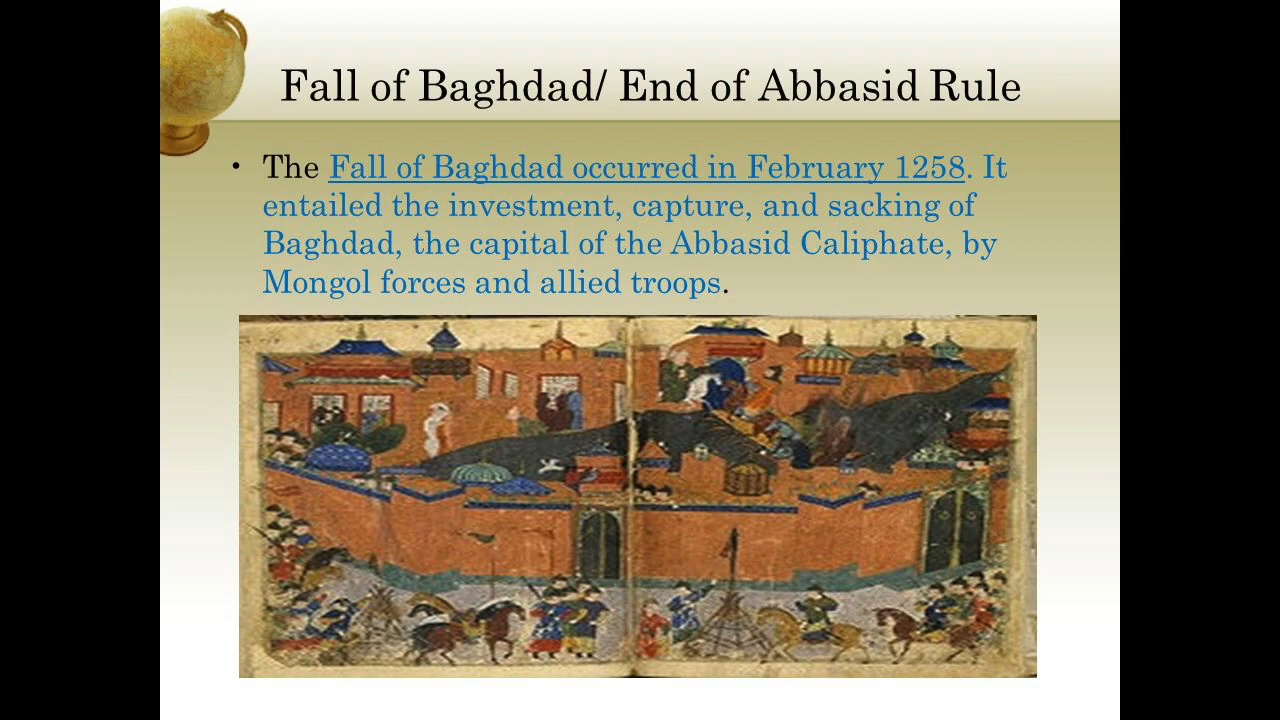 Fall of Baghdad/ End of Abbasid Rule
• The Fall of Baghdad occurred in February 1258. It
entailed the investment, capture, and sacking of
Baghdad, the capital of the Abbasid Caliphate, by
Mongol forces and allied troops.